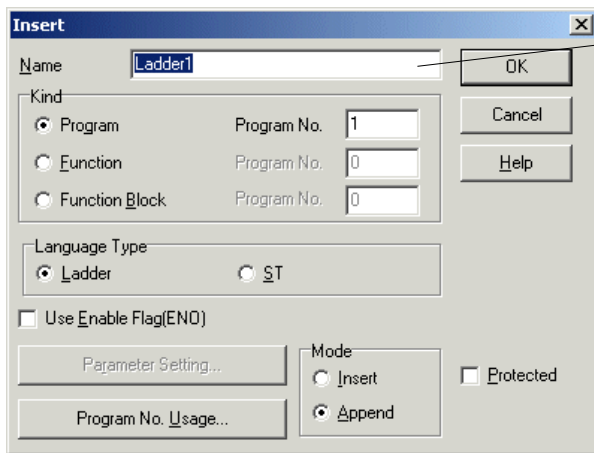 Insert
Name Ladder1 OK
Kind
Program Program No. 1 Cancel
Function Program No. 0 Help
Function Block Program No. 0
Language Type
Ladder ST
Use Enable Flag(ENO)
Parameter Setting...
Mode
Insert
Protected
Program No. Usage...
Append